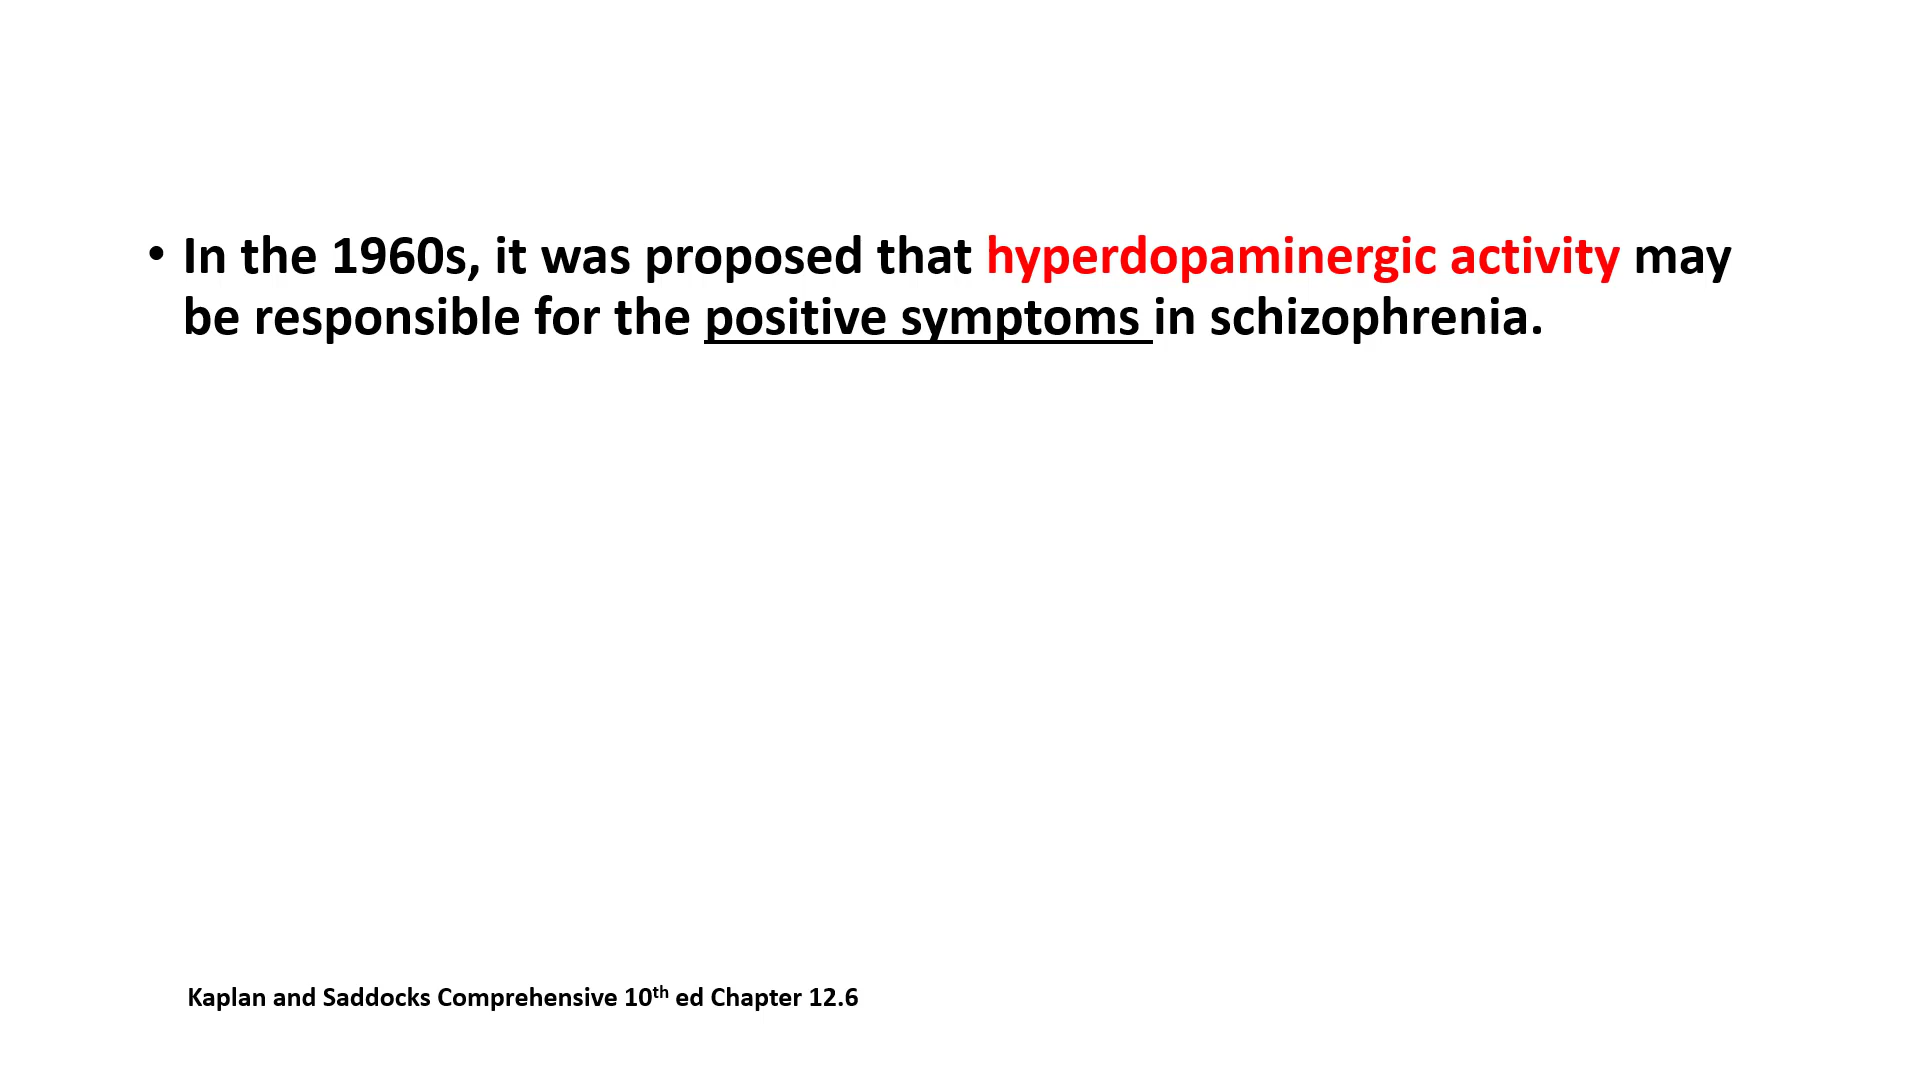 • In the 1960s, it was proposed that hyperdopaminergic activity may
be responsible for the positive symptoms in schizophrenia.
Kaplan and Saddocks Comprehensive 10th ed Chapter 12.6